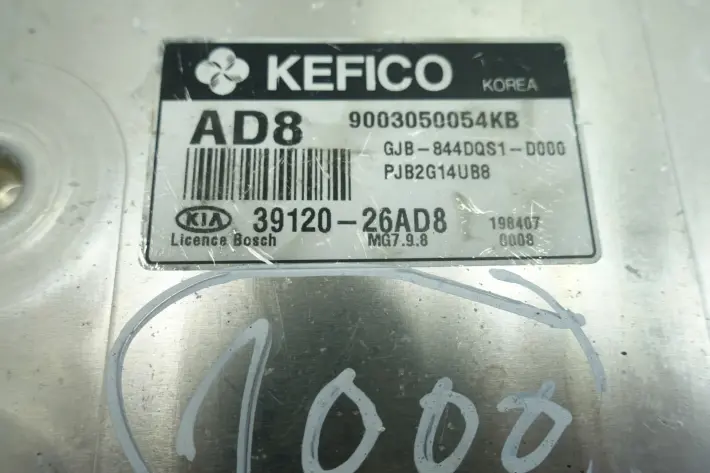 KEFICO KOREA
AD8 9003050054KB
GJB-844DQS1-D000
PJB2G14UB8
KIA 39120-26AD8 198407
Licence Bosch MG7.9.8 0008
1000